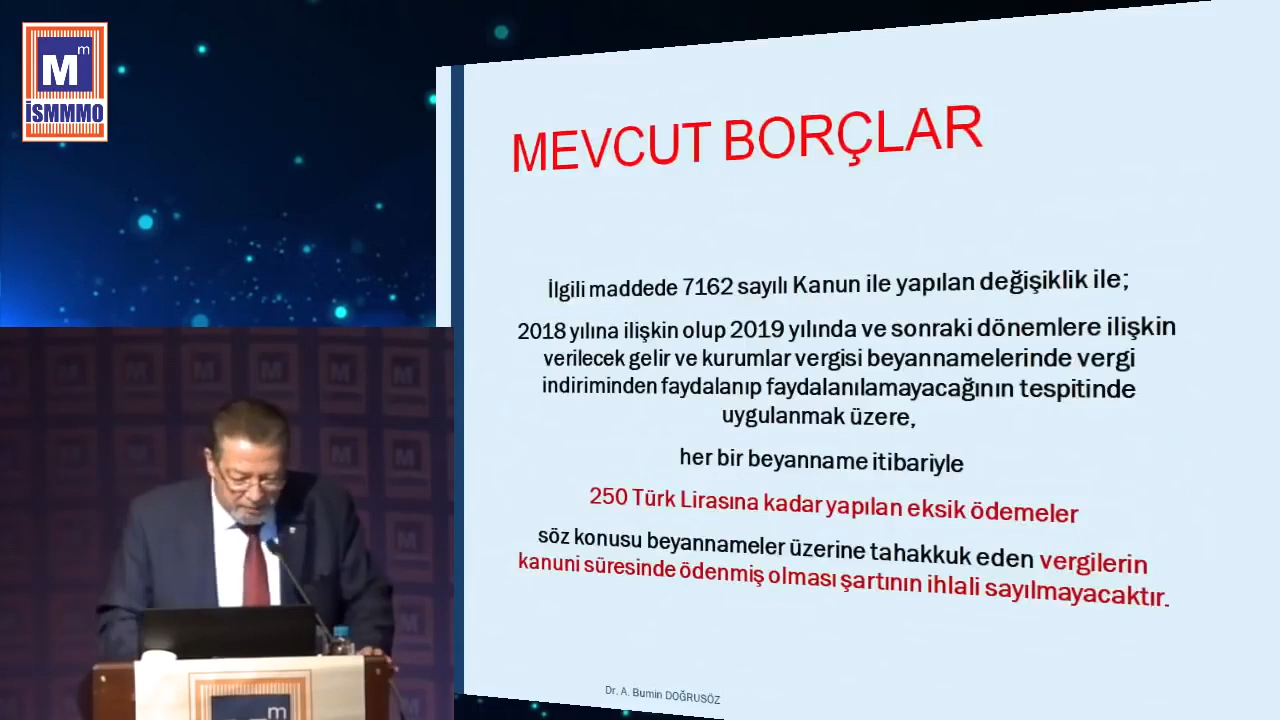 Mm
İSMMMO
MEVCUT BORÇLAR
İlgili maddede 7162 sayılı Kanun ile yapılan değişiklik ile;
2018 yılına ilişkin olup 2019 yılında ve sonraki dönemlere ilişkin
verilecek gelir ve kurumlar vergisi beyannamelerinde vergi
indiriminden faydalanıp faydalanılamayacağının tespitinde
uygulanmak üzere,
her bir beyanname itibariyle
250 Türk Lirasına kadar yapılan eksik ödemeler
söz konusu beyannameler üzerine tahakkuk eden vergilerin
kanuni süresinde ödenmiş olması şartının ihlali sayılmayacaktır.
Dr. A. Bumin DOĞRUSÖZ
Mm